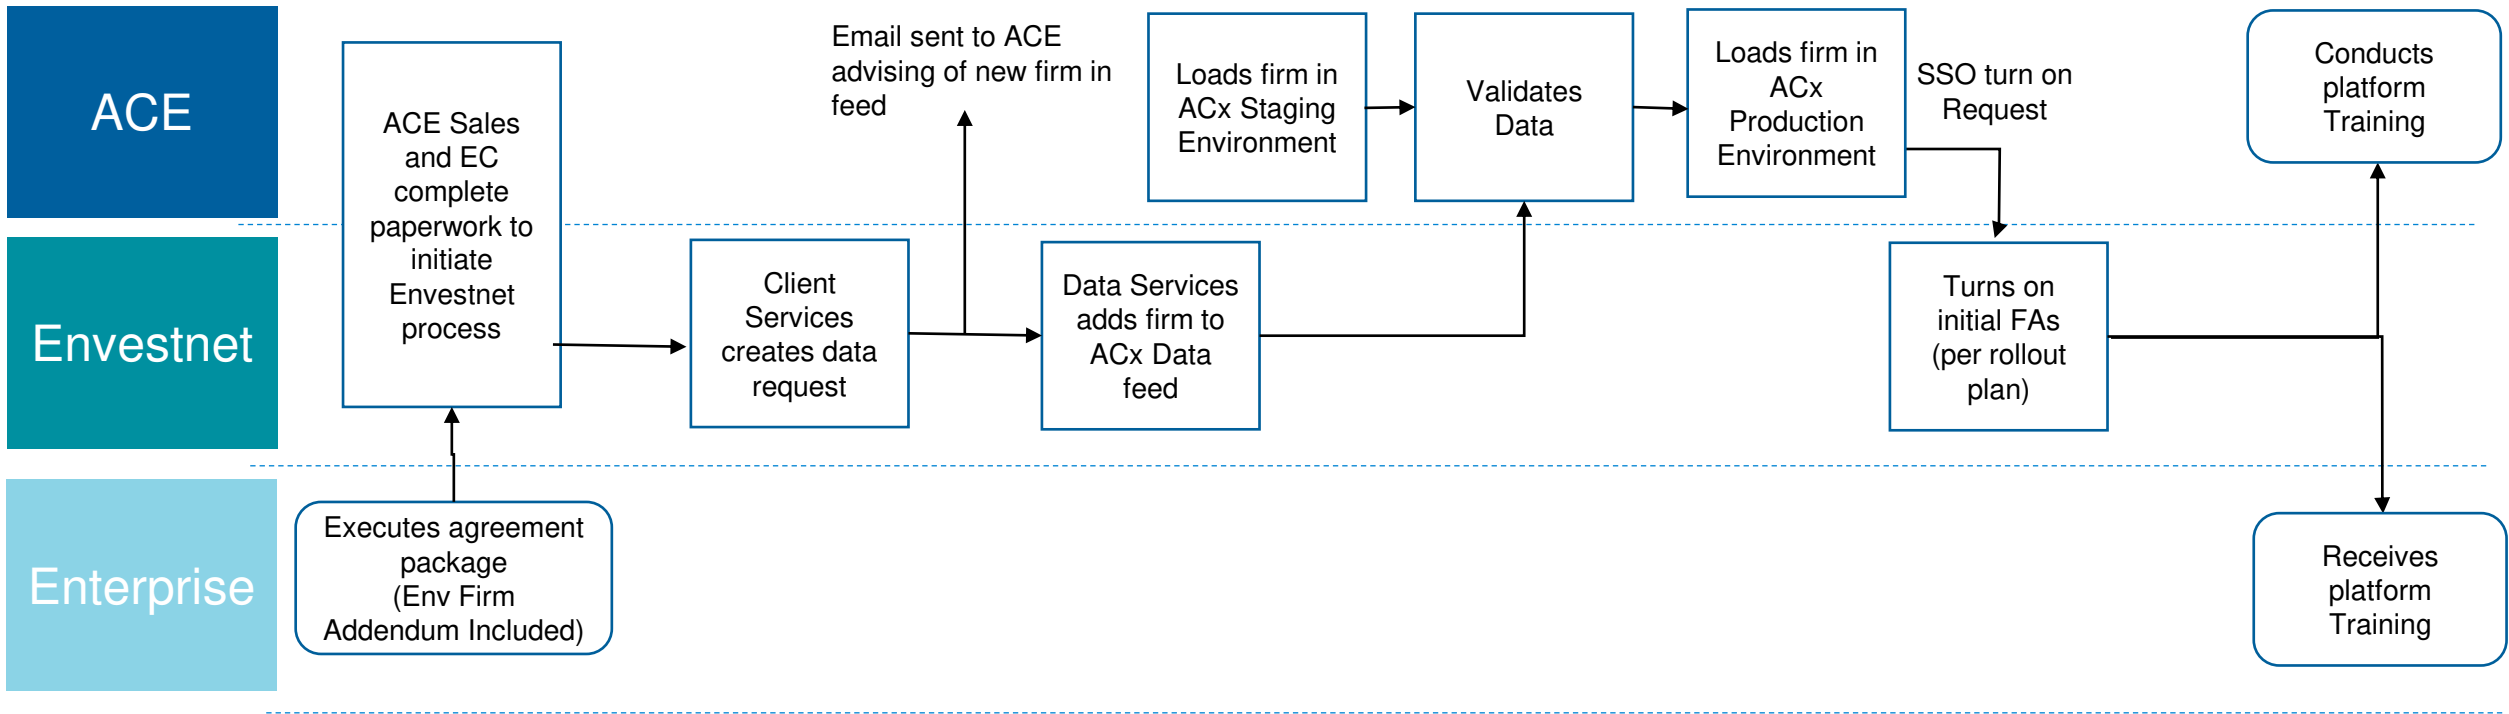 ACE
ACE Sales
and EC
complete
paperwork to
initiate
Envestnet
process
Email sent to ACE
advising of new firm in
feed
Loads firm in
ACx Staging
Environment
Validates
Data
Loads firm in
ACx
Production
Environment
SSO turn on
Request
Conducts
platform
Training
Envestnet
Client
Services
creates data
request
Data Services
adds firm to
ACx Data
feed
Turns on
initial FAs
(per rollout
plan)
Enterprise
Executes agreement
package
(Env Firm
Addendum Included)
Receives
platform
Training